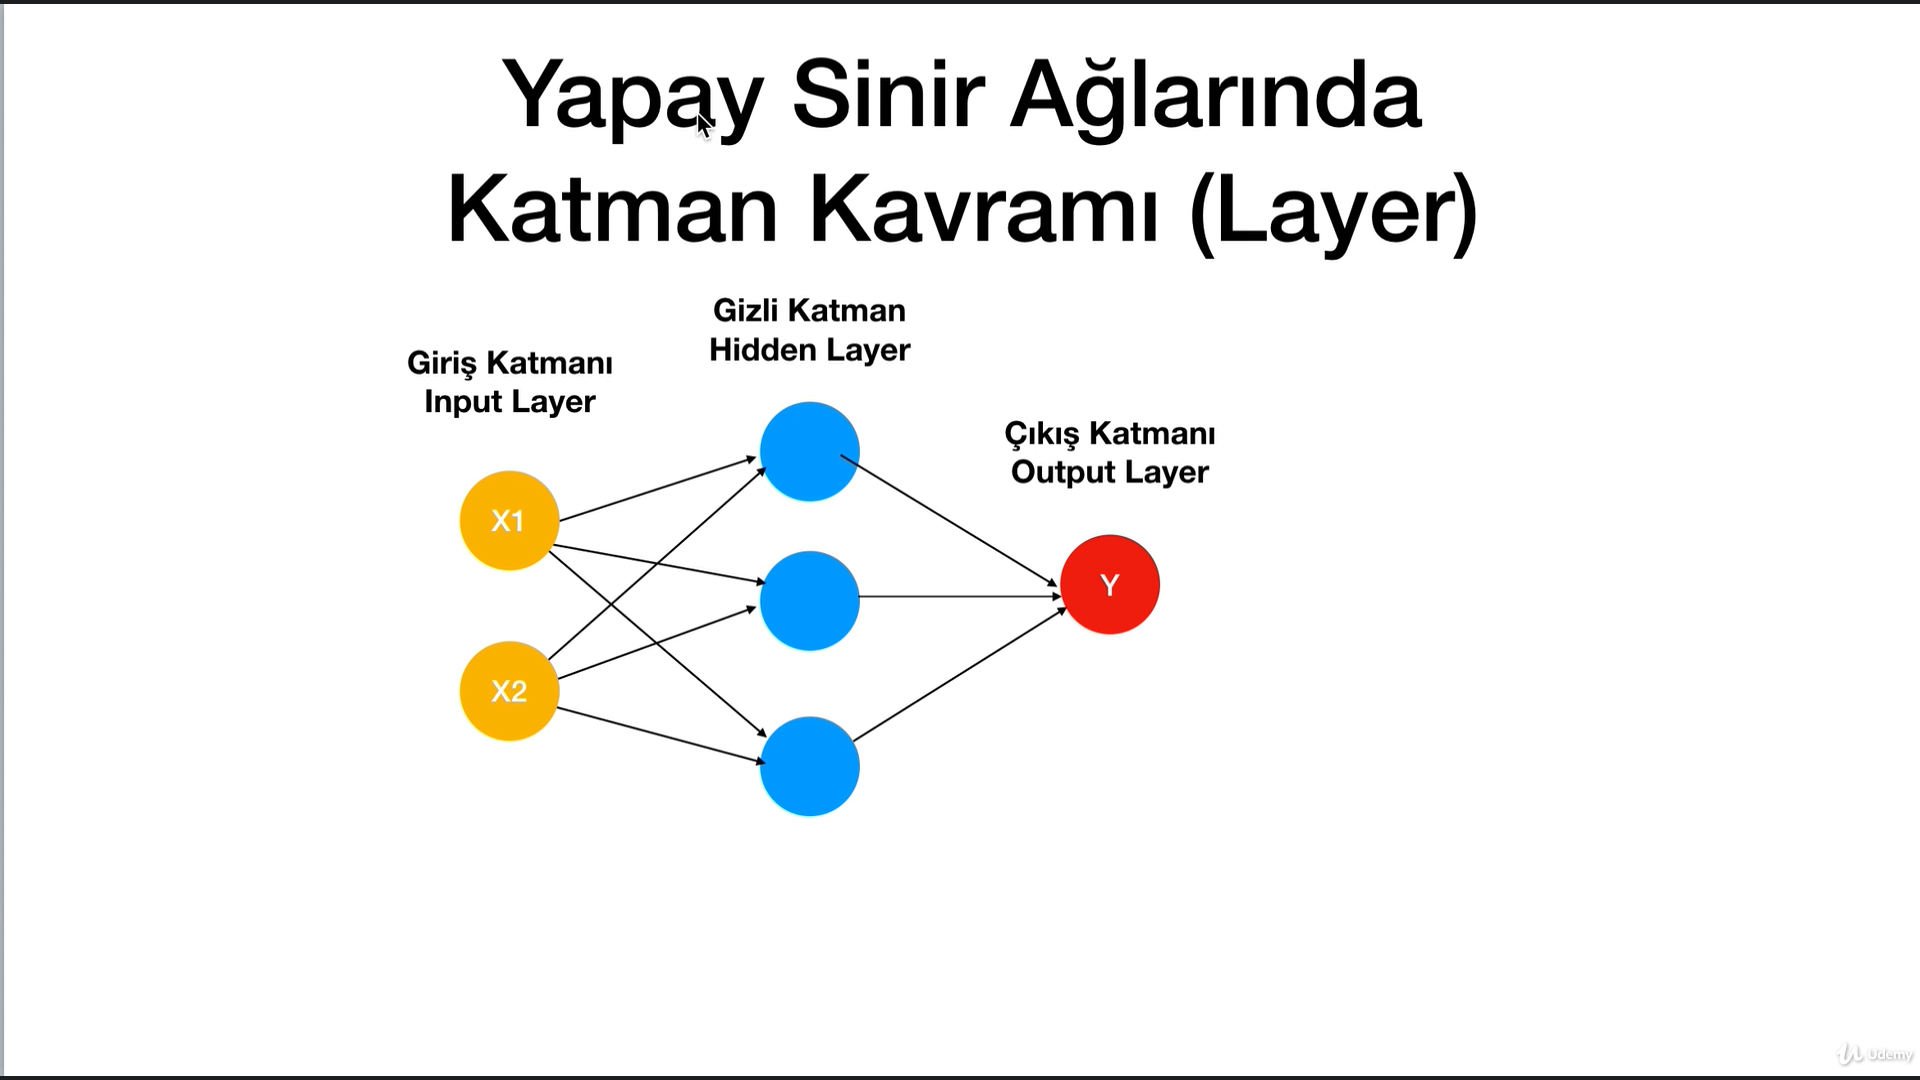 Yapay Sinir Ağlarında
Katman Kavramı (Layer)
Gizli Katman
Hidden Layer
Giriş Katmanı
Input Layer
Çıkış Katmanı
Output Layer
X1
X2
Y
Udemy